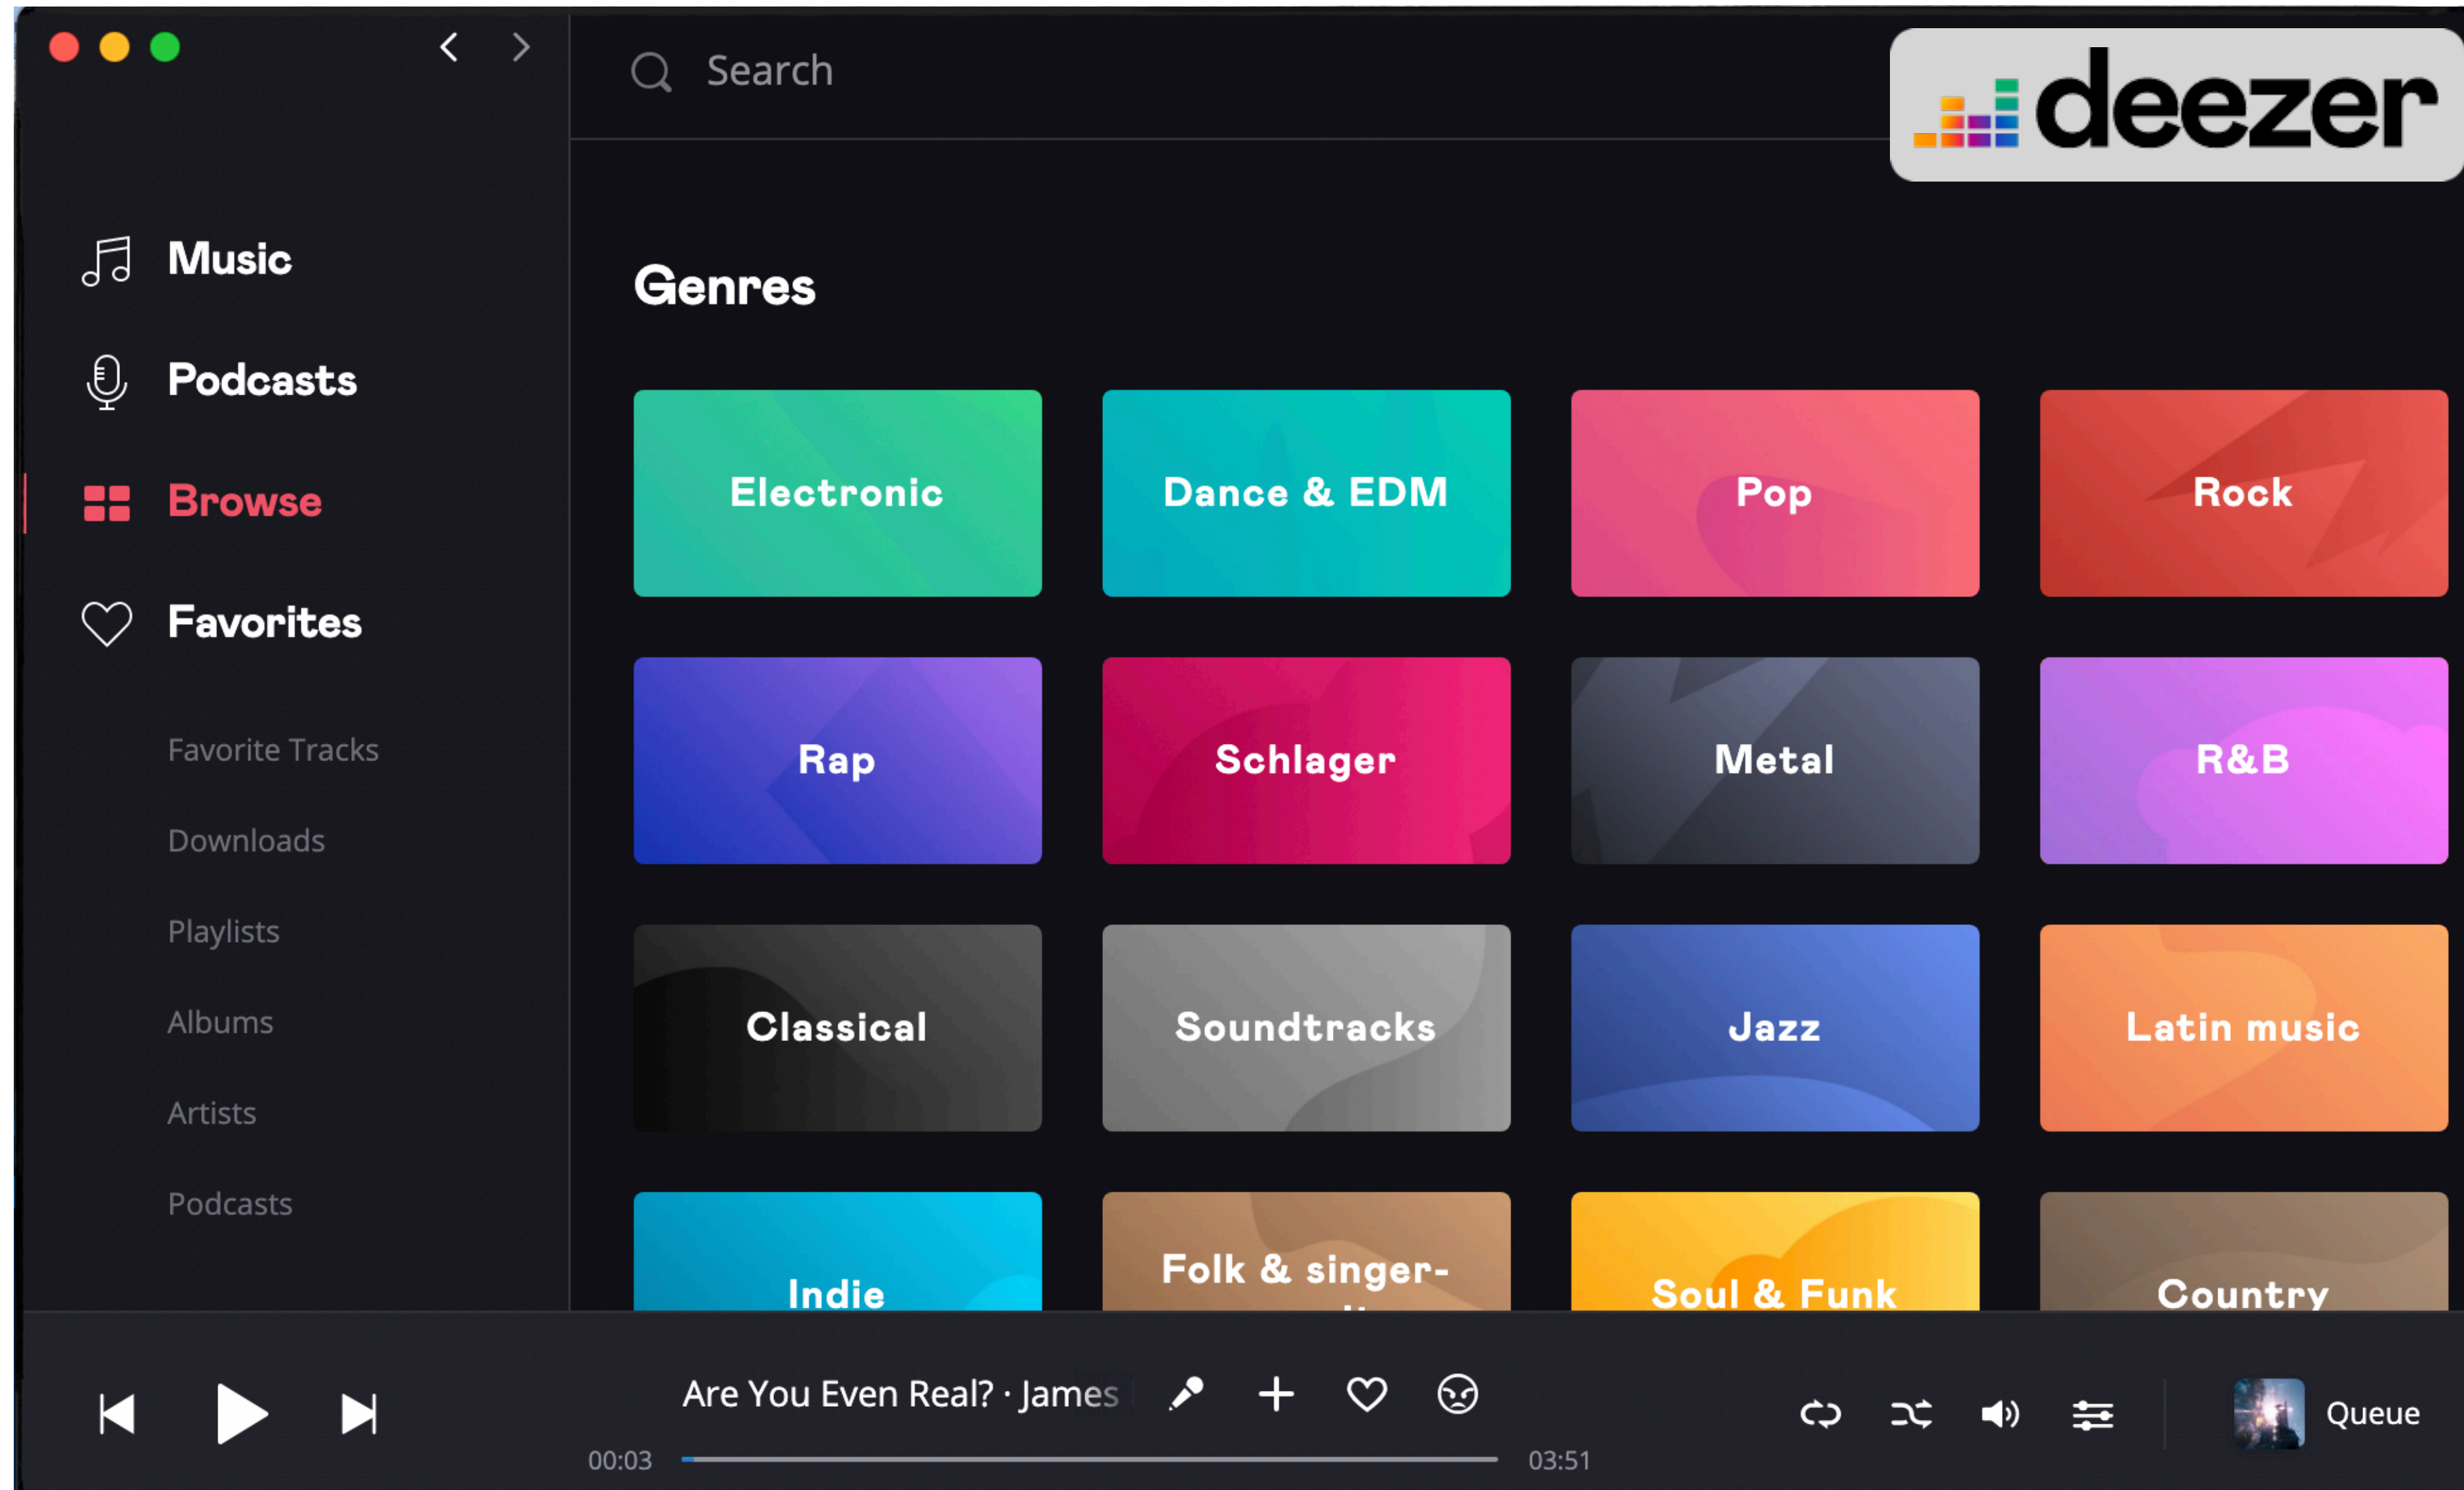 Search
deezer
Music
Podcasts
Browse
Favorites
Favorite Tracks
Downloads
Playlists
Albums
Artists
Podcasts
Genres
Electronic
Dance & EDM
Pop
Rock
Rap
Schlager
Metal
R&B
Classical
Soundtracks
Jazz
Latin music
Indie
Folk & singer-
Soul & Funk
Country
Are You Even Real? · James
00:03
03:51
Queue